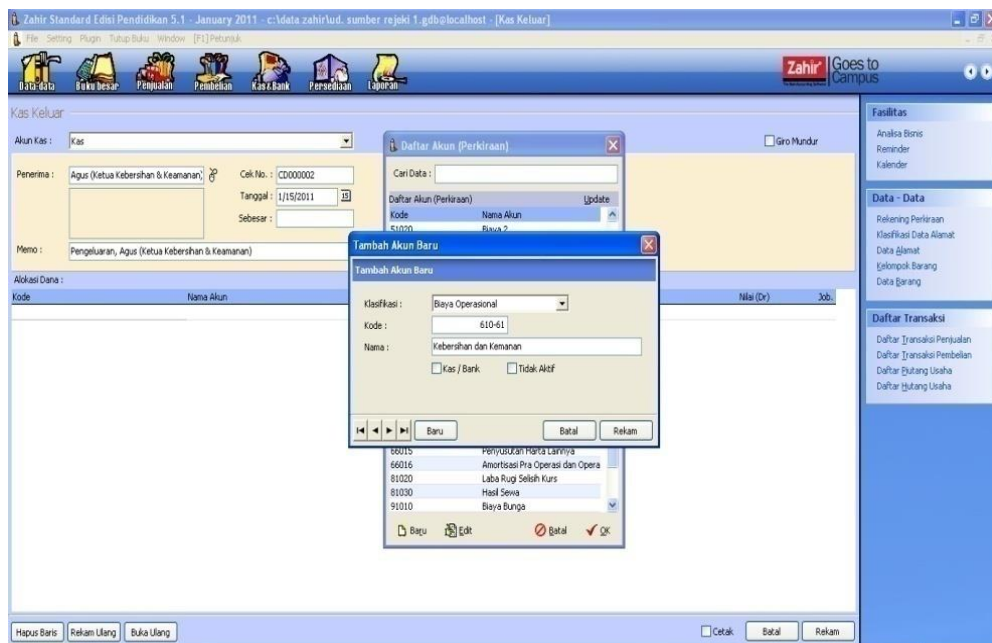 Zahir Standard Edisi Pendidikan 5.1 - January 2011 - c:\data zahir\ud. sumber rejeki 1.gdb@localhost - [Kas Keluar]
File Setting Plugin Tutup Buku Window [F1] Petunjuk
Data-data Buku besar Penjualan Pembelian Kas&Bank Persediaan Laporan
Zahir Goes to Campus
Kas Keluar
Akun Kas : Kas
Giro Mundur
Penerima : Agus (Ketua Kebersihan & Keamanan)
Cek No. : CD000002
Tanggal : 1/15/2011 15
Sebesar :
Memo : Pengeluaran, Agus (Ketua Kebersihan & Keamanan)
Alokasi Dana :
Kode Nama Akun Nilai (Dr) Job.
Daftar Akun (Perkiraan)
Cari Data :
Daftar Akun (Perkiraan) Update
Kode Nama Akun
51020 Biaya 2
Tambah Akun Baru
Tambah Akun Baru
Klasifikasi : Biaya Operasional
Kode : 610-61
Nama : Kebersihan dan Kemanan
Kas / Bank Tidak Aktif
Baru Batal Rekam
66015 Penyusutan Harta Lainnya
66016 Amortisasi Pra Operasi dan Opera
81020 Laba Rugi Selisih Kurs
81030 Hasil Sewa
91010 Biaya Bunga
Baru Edit Batal OK
Hapus Baris Rekam Ulang Buka Ulang
Cetak Batal Rekam
Fasilitas
Analisa Bisnis
Reminder
Kalender
Data - Data
Rekening Perkiraan
Klasifikasi Data Alamat
Data Alamat
Kelompok Barang
Data Barang
Daftar Transaksi
Daftar Transaksi Penjualan
Daftar Transaksi Pembelian
Daftar Piutang Usaha
Daftar Hutang Usaha